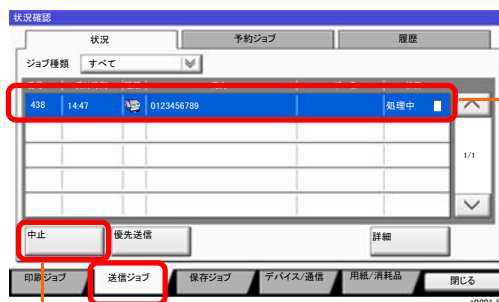 状況確認
状況 予約ジョブ 履歴
ジョブ種類 すべて
438 14:47 0123456789 処理中
1/1
中止 優先送信 詳細
印刷ジョブ 送信ジョブ 保存ジョブ デバイス/通信 用紙/消耗品 閉じる